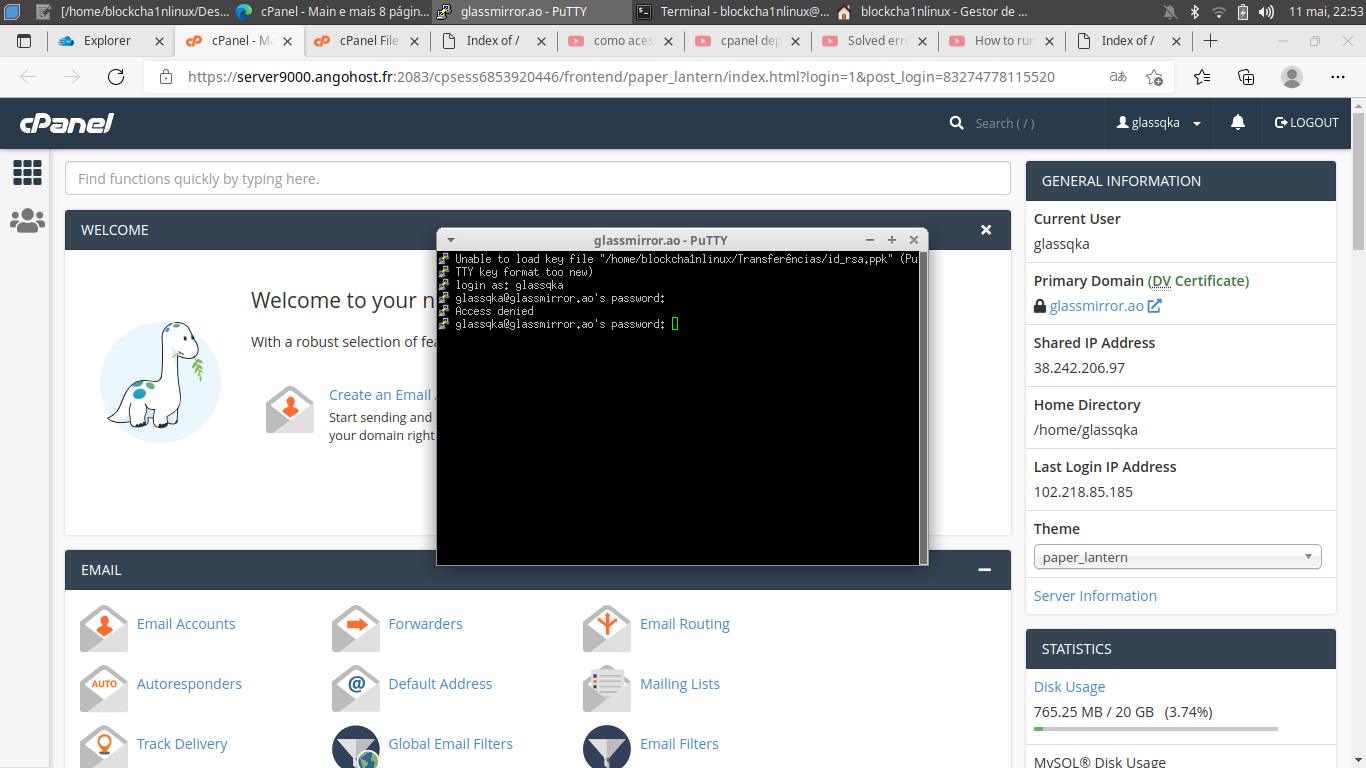 [/home/blockcha1nlinux/Des...
cPanel - Main e mais 8 págin...
glassmirror.ao - PuTTY
Terminal - blockcha1nlinux@...
blockcha1nlinux - Gestor de ...
11 mai, 22:53
Explorer
cPanel - Ma
cPanel File
Index of /
como aces
cpanel dep
Solved erro
How to run
Index of /
https://server9000.angohost.fr:2083/cpsess6853920446/frontend/paper_lantern/index.html?login=1&post_login=83274778115520
cPanel
Search ( / )
glassqka
LOGOUT
Find functions quickly by typing here.
WELCOME
Welcome to your n
With a robust selection of fea
Create an Email A
Start sending and
your domain right
glassmirror.ao - PuTTY
Unable to load key file "/home/blockcha1nlinux/Transferências/id_rsa.ppk" (Pu
TTY key format too new)
login as: glassqka
glassqka@glassmirror.ao's password:
Access denied
glassqka@glassmirror.ao's password:
EMAIL
Email Accounts
Forwarders
Email Routing
AUTO
Autoresponders
@
Default Address
Mailing Lists
Track Delivery
Global Email Filters
Email Filters
GENERAL INFORMATION
Current User
glassqka
Primary Domain (DV Certificate)
glassmirror.ao
Shared IP Address
38.242.206.97
Home Directory
/home/glassqka
Last Login IP Address
102.218.85.185
Theme
paper_lantern
Server Information
STATISTICS
Disk Usage
765.25 MB / 20 GB (3.74%)
MySQL® Disk Usage